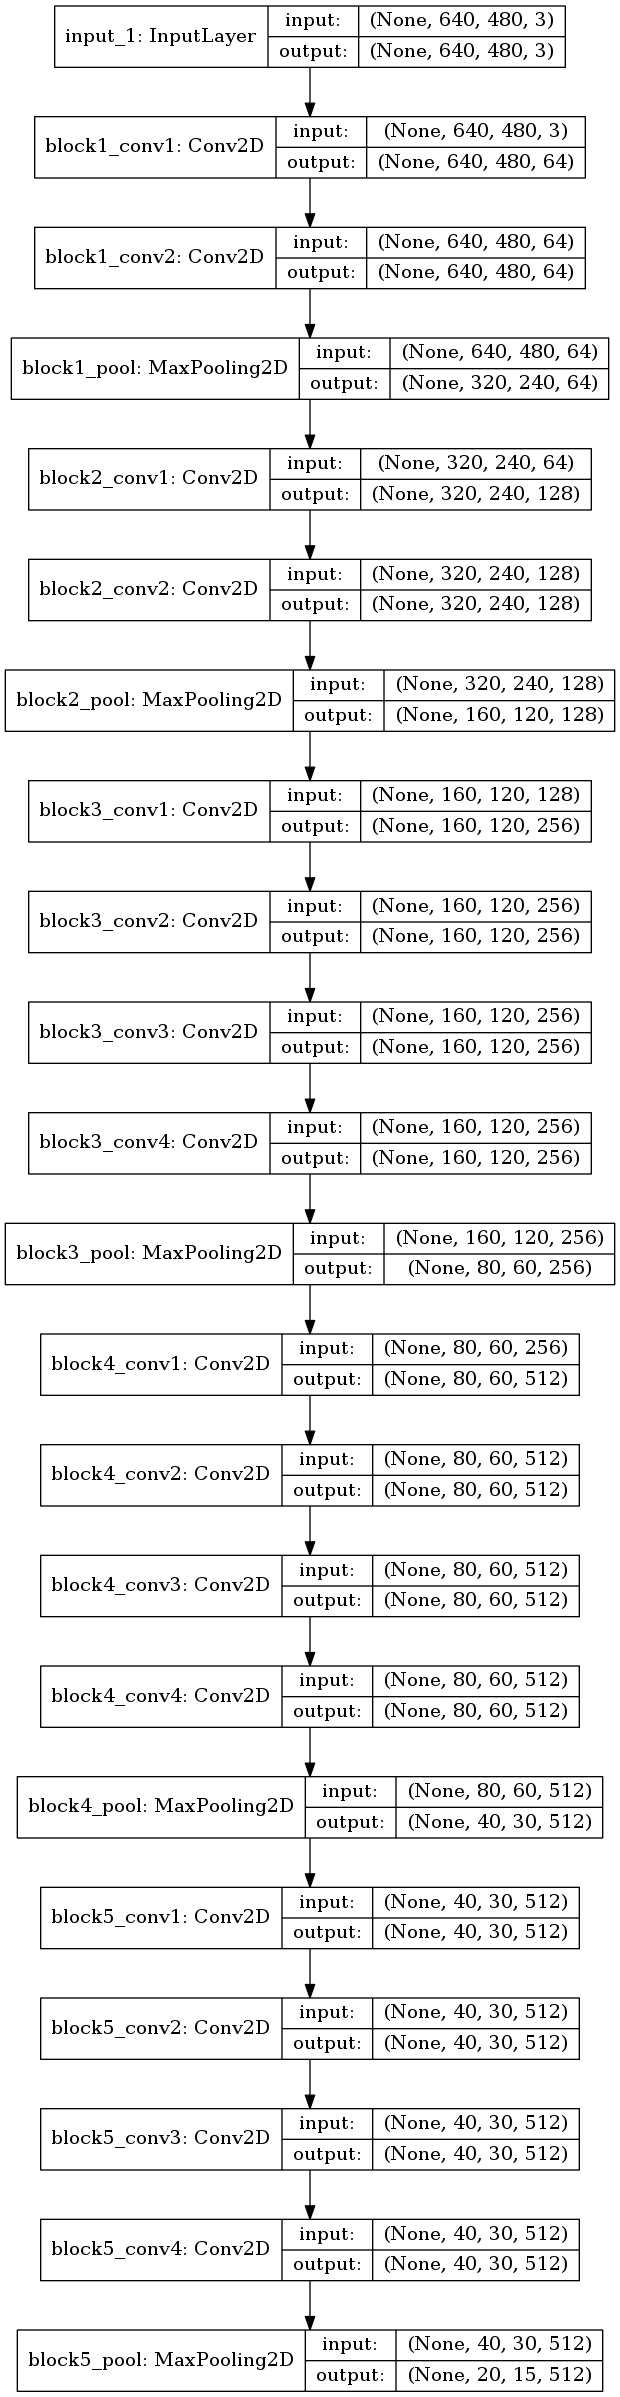 input_1: InputLayer
input: (None, 640, 480, 3)
output: (None, 640, 480, 3)
block1_conv1: Conv2D
input: (None, 640, 480, 3)
output: (None, 640, 480, 64)
block1_conv2: Conv2D
input: (None, 640, 480, 64)
output: (None, 640, 480, 64)
block1_pool: MaxPooling2D
input: (None, 640, 480, 64)
output: (None, 320, 240, 64)
block2_conv1: Conv2D
input: (None, 320, 240, 64)
output: (None, 320, 240, 128)
block2_conv2: Conv2D
input: (None, 320, 240, 128)
output: (None, 320, 240, 128)
block2_pool: MaxPooling2D
input: (None, 320, 240, 128)
output: (None, 160, 120, 128)
block3_conv1: Conv2D
input: (None, 160, 120, 128)
output: (None, 160, 120, 256)
block3_conv2: Conv2D
input: (None, 160, 120, 256)
output: (None, 160, 120, 256)
block3_conv3: Conv2D
input: (None, 160, 120, 256)
output: (None, 160, 120, 256)
block3_conv4: Conv2D
input: (None, 160, 120, 256)
output: (None, 160, 120, 256)
block3_pool: MaxPooling2D
input: (None, 160, 120, 256)
output: (None, 80, 60, 256)
block4_conv1: Conv2D
input: (None, 80, 60, 256)
output: (None, 80, 60, 512)
block4_conv2: Conv2D
input: (None, 80, 60, 512)
output: (None, 80, 60, 512)
block4_conv3: Conv2D
input: (None, 80, 60, 512)
output: (None, 80, 60, 512)
block4_conv4: Conv2D
input: (None, 80, 60, 512)
output: (None, 80, 60, 512)
block4_pool: MaxPooling2D
input: (None, 80, 60, 512)
output: (None, 40, 30, 512)
block5_conv1: Conv2D
input: (None, 40, 30, 512)
output: (None, 40, 30, 512)
block5_conv2: Conv2D
input: (None, 40, 30, 512)
output: (None, 40, 30, 512)
block5_conv3: Conv2D
input: (None, 40, 30, 512)
output: (None, 40, 30, 512)
block5_conv4: Conv2D
input: (None, 40, 30, 512)
output: (None, 40, 30, 512)
block5_pool: MaxPooling2D
input: (None, 40, 30, 512)
output: (None, 20, 15, 512)